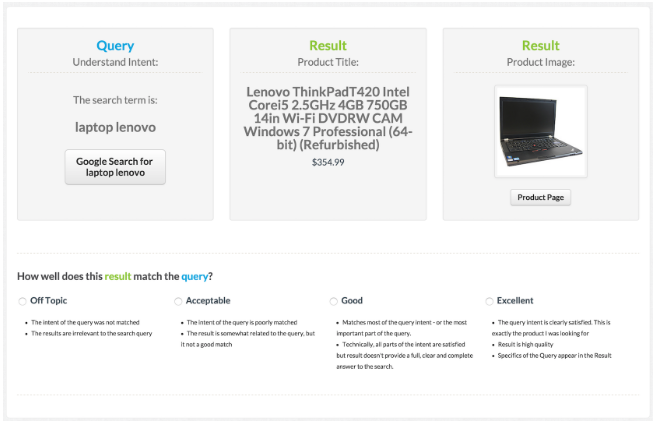 Query
Understand Intent:
The search term is:
laptop lenovo
Google Search for
laptop lenovo
Result
Product Title:
Lenovo ThinkPadT420 Intel
Corei5 2.5GHz 4GB 750GB
14in Wi-Fi DVDRW CAM
Windows 7 Professional (64-
bit) (Refurbished)
$354.99
Result
Product Image:
Product Page
How well does this result match the query?
Off Topic
• The intent of the query was not matched
• The results are irrelevant to the search query
Acceptable
• The intent of the query is poorly matched
• The result is somewhat related to the query, but
it not a good match
Good
• Matches most of the query intent - or the most
important part of the query.
• Technically, all parts of the intent are satisfied
but result doesn't provide a full, clear and complete
answer to the search.
Excellent
• The query intent is clearly satisfied. This is
exactly the product I was looking for
• Result is high quality
• Specifics of the Query appear in the Result